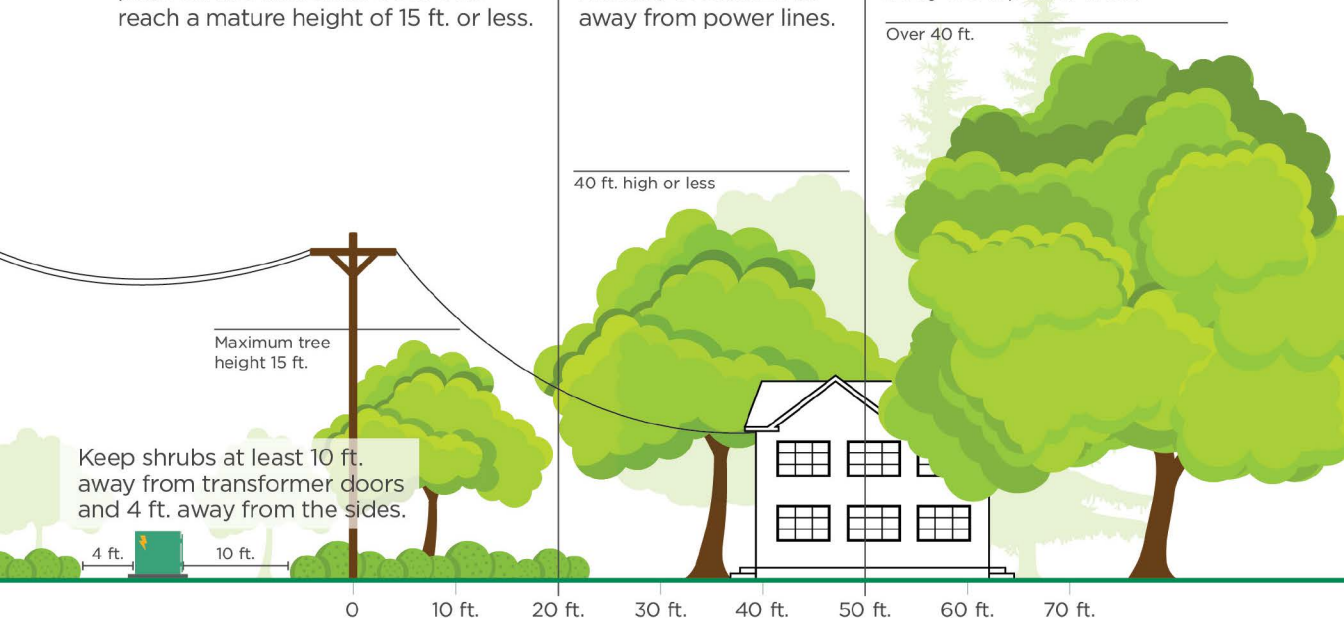 reach a mature height of 15 ft. or less.
away from power lines.
Over 40 ft.
40 ft. high or less
Maximum tree
height 15 ft.
Keep shrubs at least 10 ft.
away from transformer doors
and 4 ft. away from the sides.
4 ft.
10 ft.
0
10 ft.
20 ft.
30 ft.
40 ft.
50 ft.
60 ft.
70 ft.